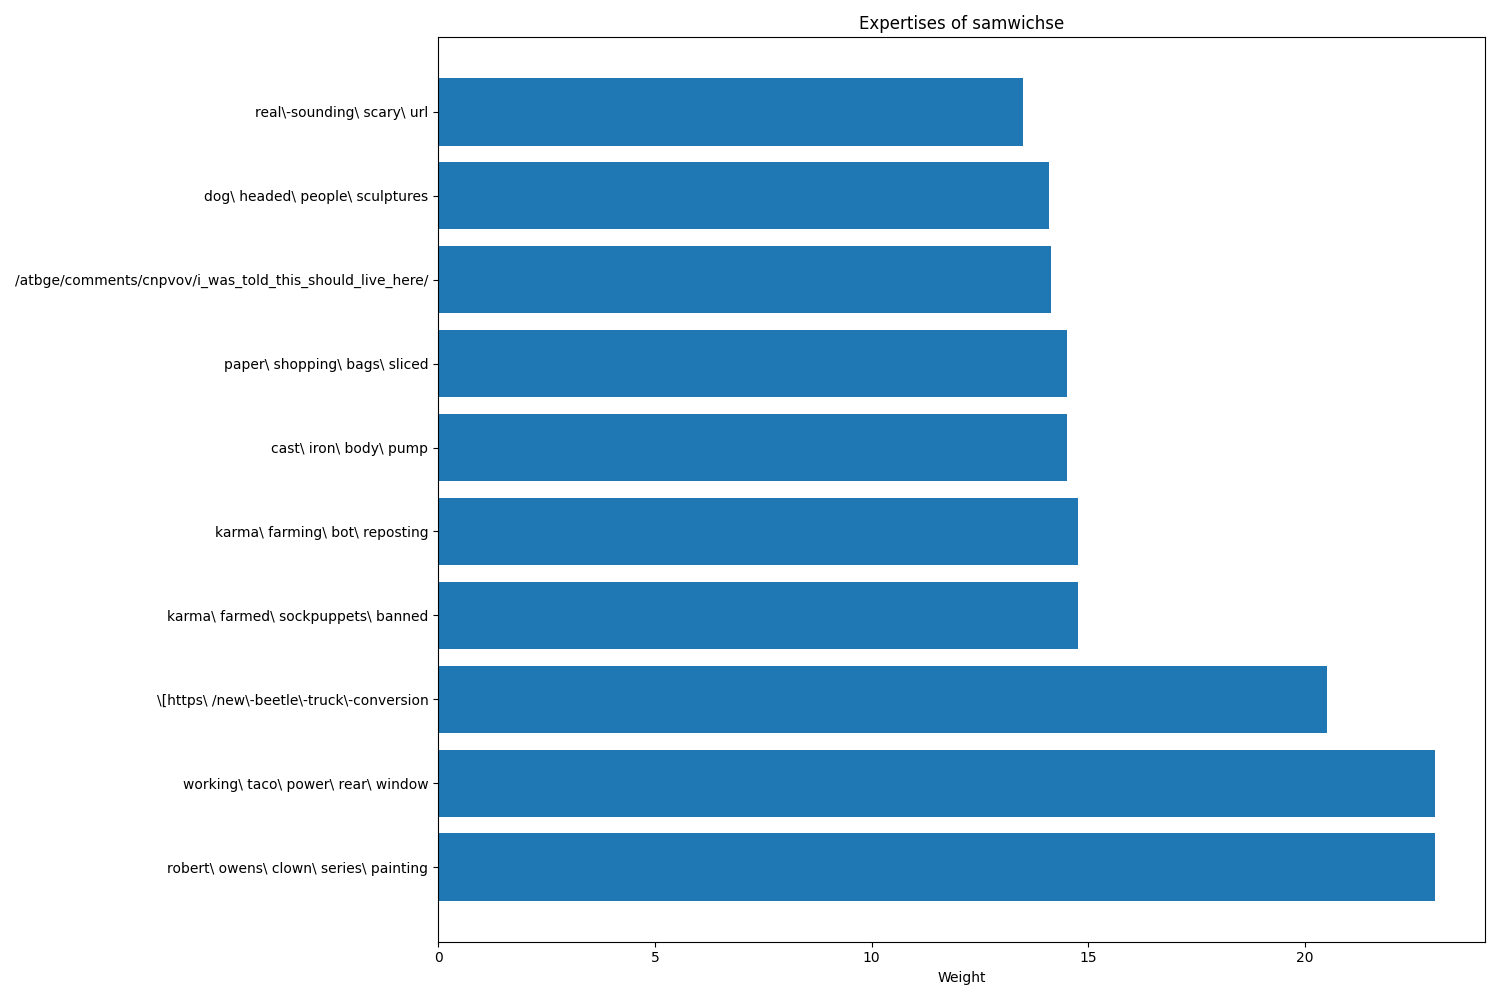 Expertises of samwichse
real\-sounding\ scary\ url
dog\ headed\ people\ sculptures
/atbge/comments/cnpvov/i_was_told_this_should_live_here/
paper\ shopping\ bags\ sliced
cast\ iron\ body\ pump
karma\ farming\ bot\ reposting
karma\ farmed\ sockpuppets\ banned
\[https\ /new\-beetle\-truck\-conversion
working\ taco\ power\ rear\ window
robert\ owens\ clown\ series\ painting
0 5 10 15 20
Weight